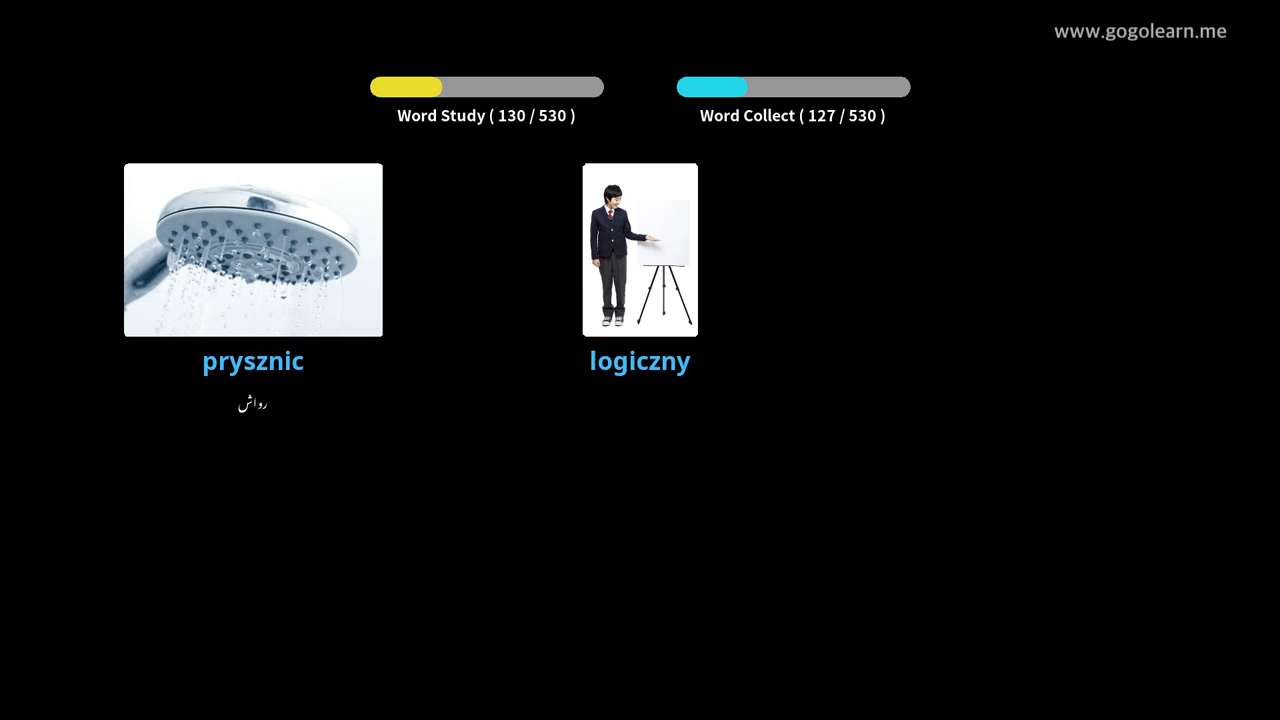 www.gogolearn.me
Word Study ( 130 / 530 )
Word Collect ( 127 / 530 )
prysznic
رواش
logiczny